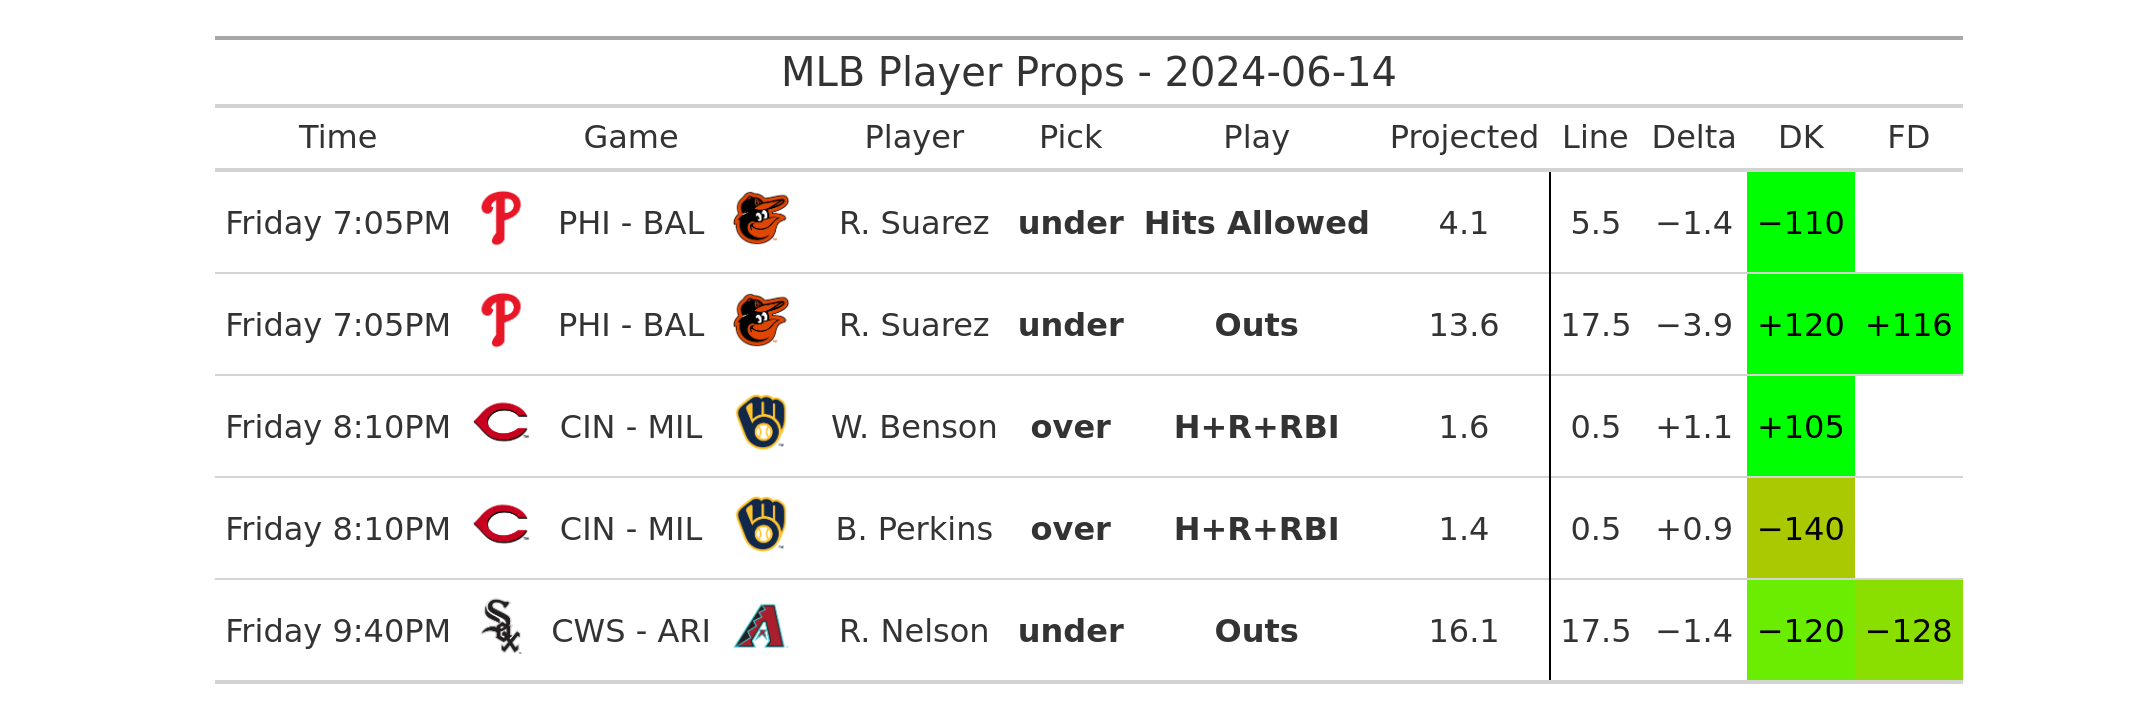 MLB Player Props - 2024-06-14
Time Game Player Pick Play Projected Line Delta DK FD
Friday 7:05PM PHI - BAL R. Suarez under Hits Allowed 4.1 5.5 −1.4 −110
Friday 7:05PM PHI - BAL R. Suarez under Outs 13.6 17.5 −3.9 +120 +116
Friday 8:10PM CIN - MIL W. Benson over H+R+RBI 1.6 0.5 +1.1 +105
Friday 8:10PM CIN - MIL B. Perkins over H+R+RBI 1.4 0.5 +0.9 −140
Friday 9:40PM CWS - ARI R. Nelson under Outs 16.1 17.5 −1.4 −120 −128